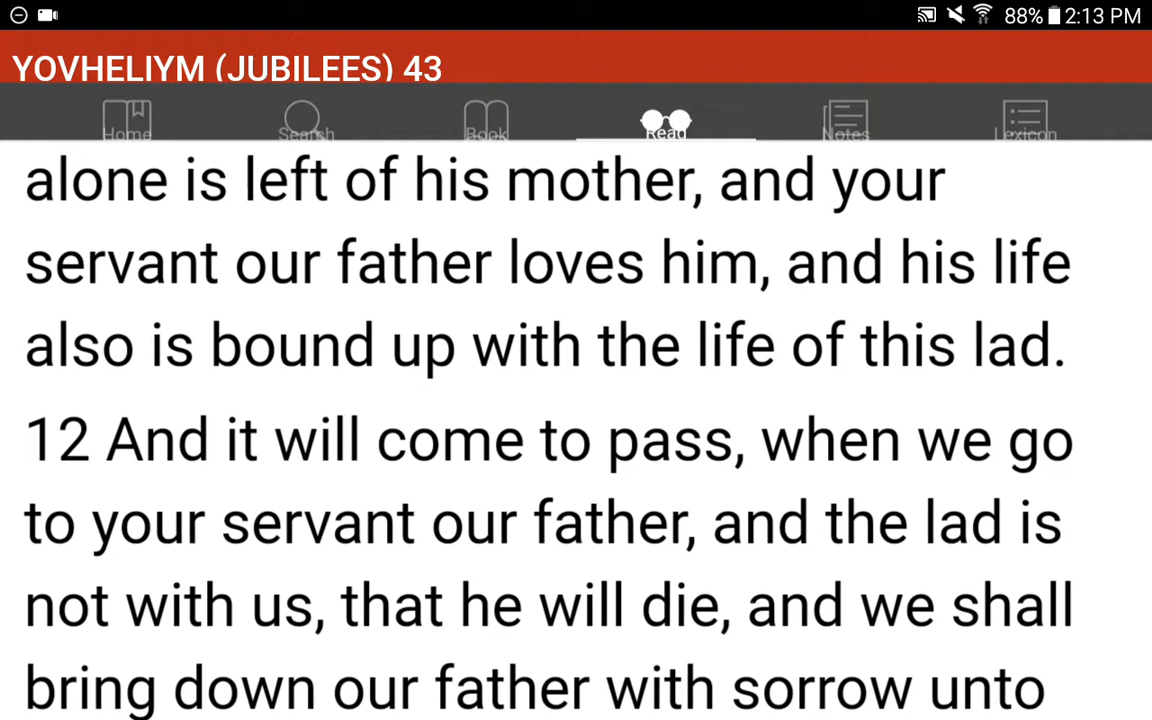 88% 2:13 PM
YOVHELIYM (JUBILEES) 43
Home Search Book Read Notes Lexicon
alone is left of his mother, and your
servant our father loves him, and his life
also is bound up with the life of this lad.
12 And it will come to pass, when we go
to your servant our father, and the lad is
not with us, that he will die, and we shall
bring down our father with sorrow unto